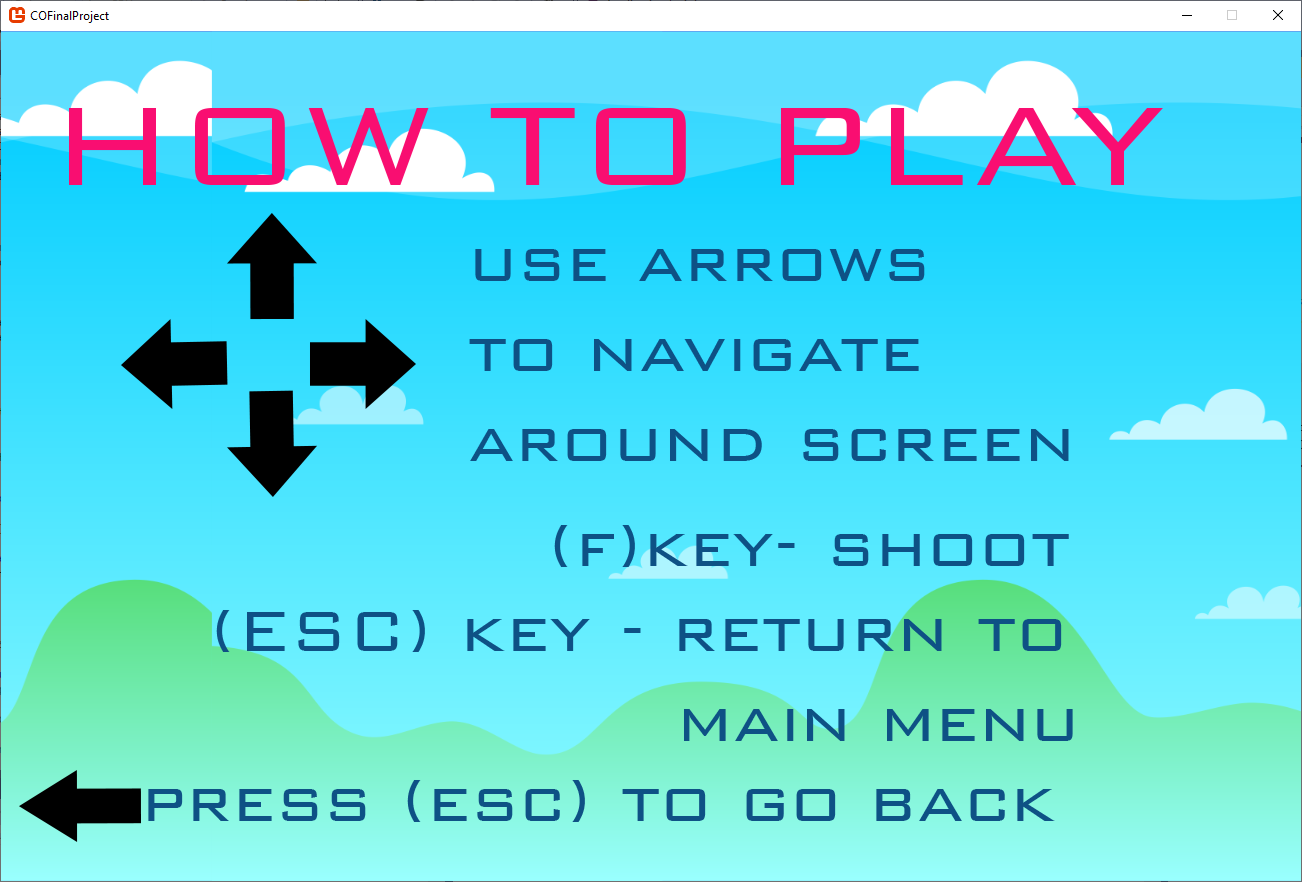 COFinalProject
HOW TO PLAY
USE ARROWS
TO NAVIGATE
AROUND SCREEN
(F)KEY- SHOOT
(ESC) KEY - RETURN TO
MAIN MENU
PRESS (ESC) TO GO BACK